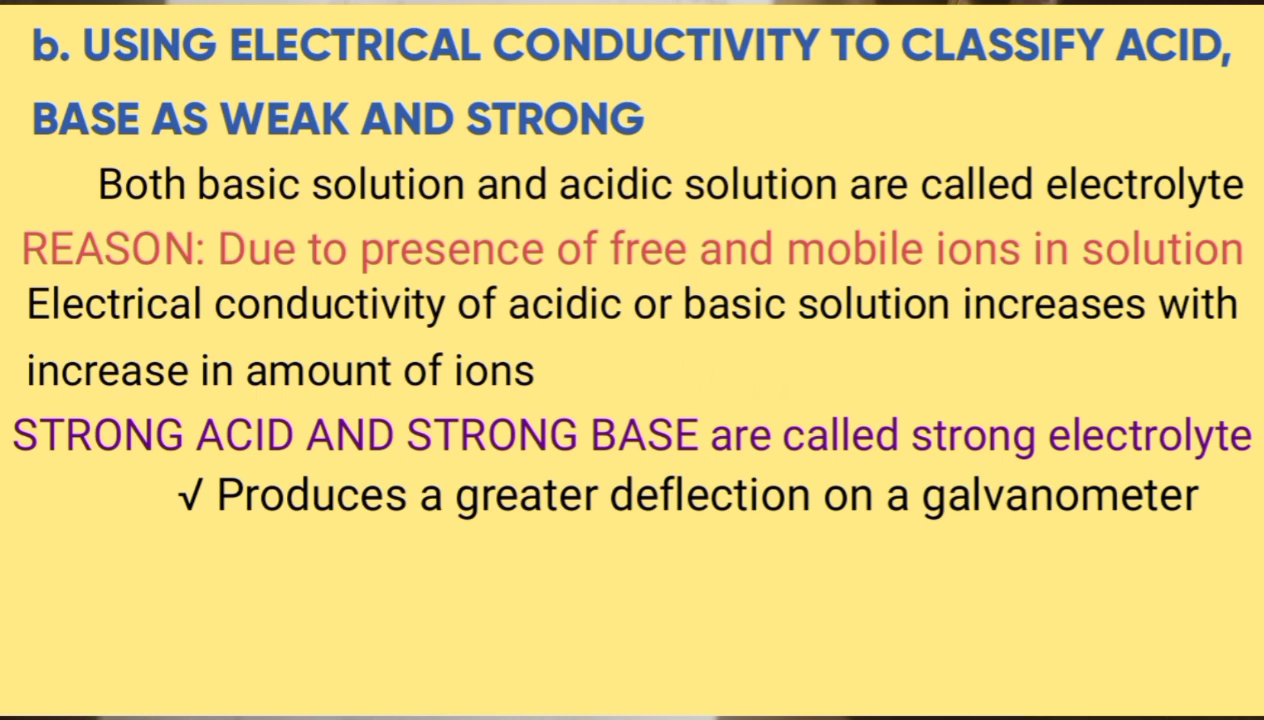 b. USING ELECTRICAL CONDUCTIVITY TO CLASSIFY ACID,
BASE AS WEAK AND STRONG
Both basic solution and acidic solution are called electrolyte
REASON: Due to presence of free and mobile ions in solution
Electrical conductivity of acidic or basic solution increases with
increase in amount of ions
STRONG ACID AND STRONG BASE are called strong electrolyte
√ Produces a greater deflection on a galvanometer